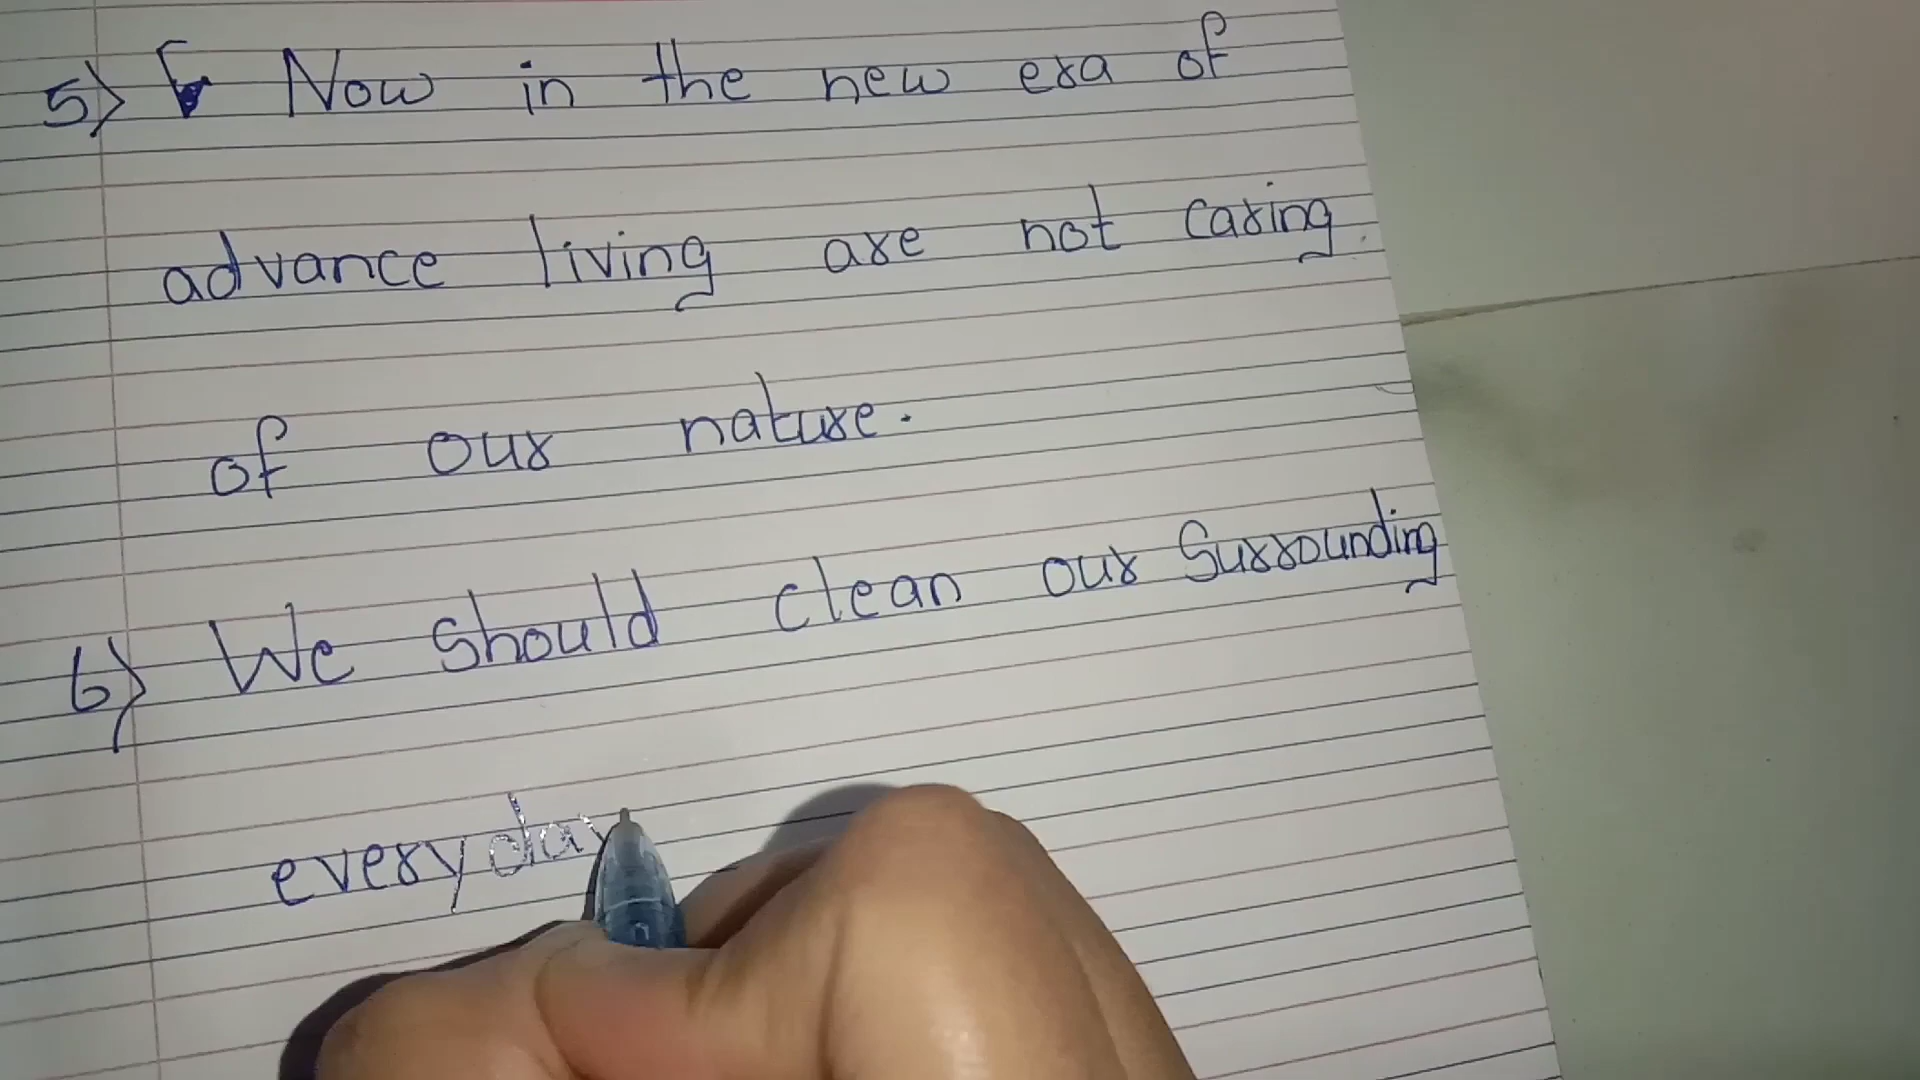 5) Now in the new era of
advance living are not caring
of our nature.
6) We should clean our Surrounding
everyday